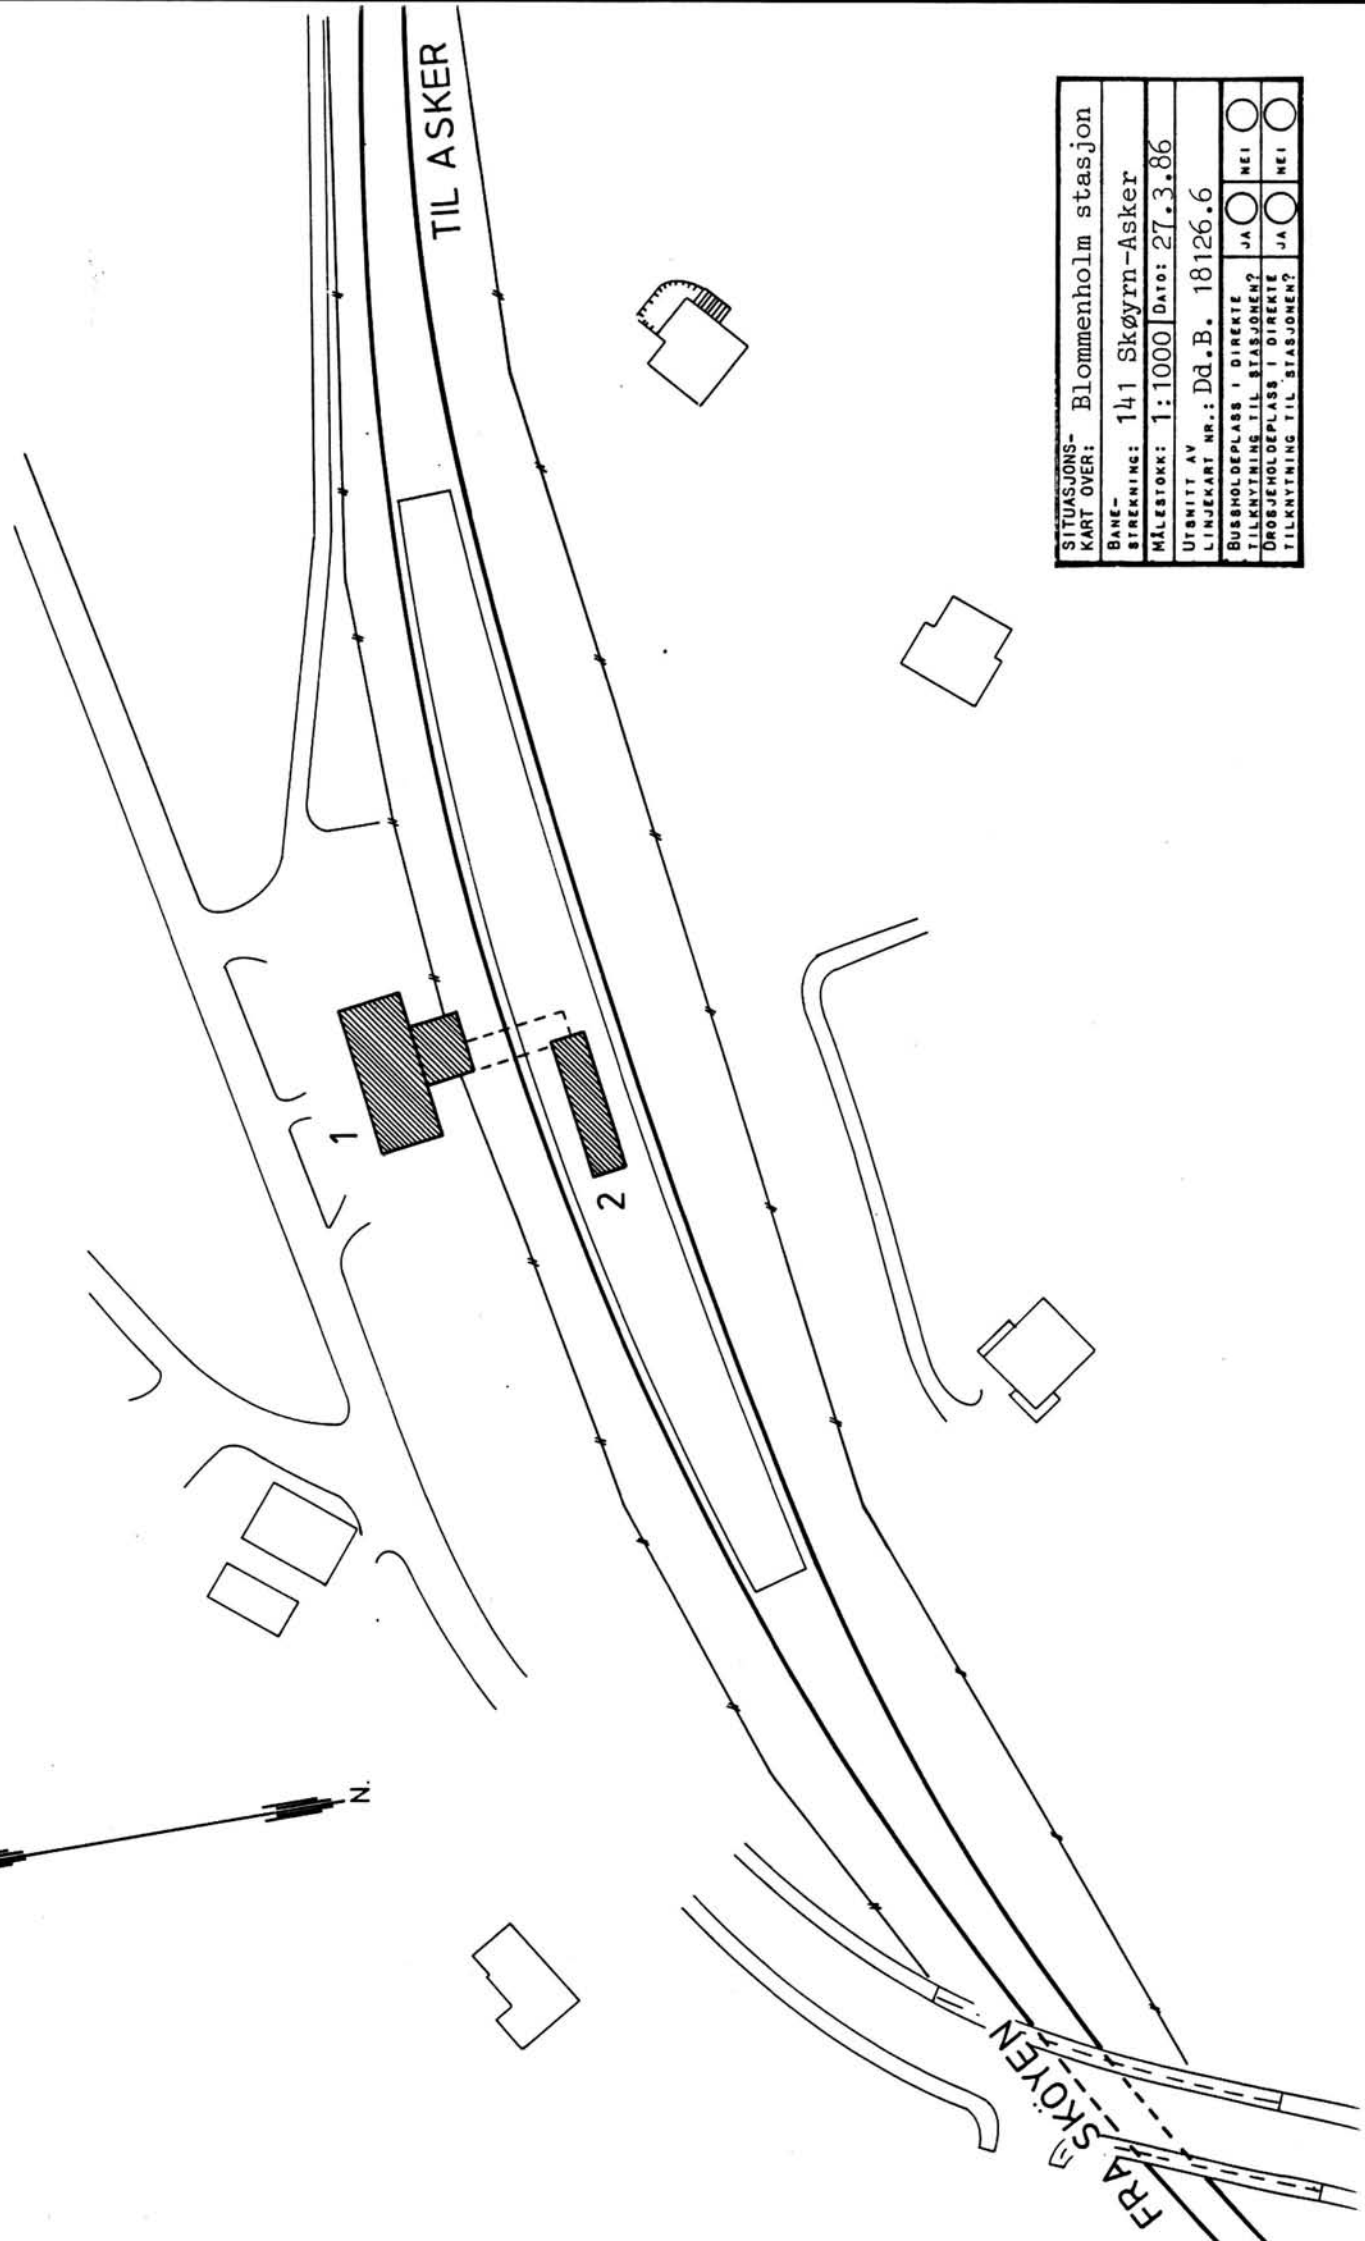 TIL ASKER
1
2
N.
FRA SKÖYEN
SITUASJONS-
KART OVER: Blommenholm stasjon
BANE-
STREKNING: 141 Skøyrn-Asker
MÅLESTOKK: 1:1000 DATO: 27.3.86
UTSNITT AV
LINJEKART NR.: Dd.B. 18126.6
BUSSHOLDEPLASS I DIREKTE
TILKNYTNING TIL STASJONEN? JA NEI
DROSJEHOLDEPLASS I DIREKTE
TILKNYTNING TIL STASJONEN? JA NEI